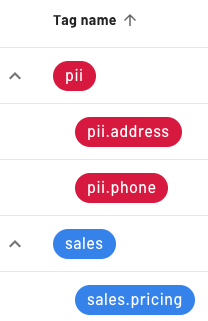 Tag name ↑
pii
pii.address
pii.phone
sales
sales.pricing